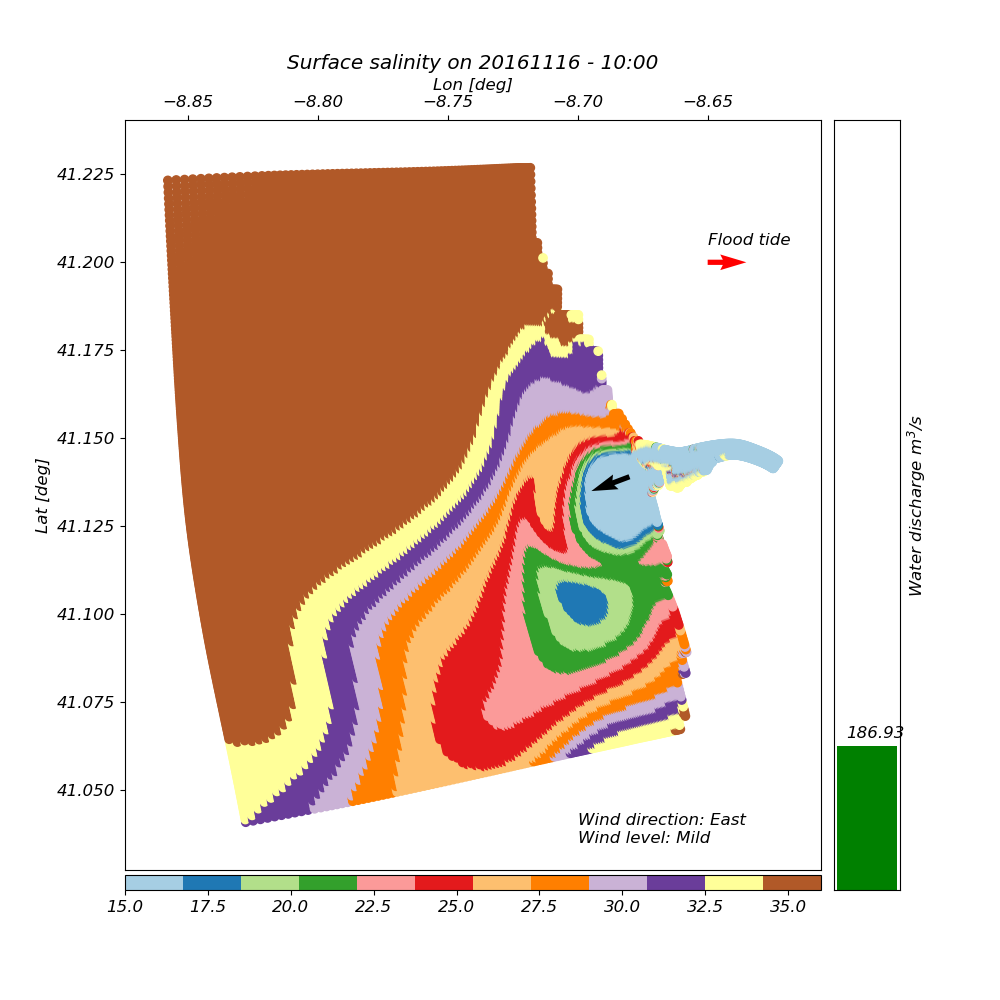 Surface salinity on 20161116 - 10:00
Lon [deg]
−8.85 −8.80 −8.75 −8.70 −8.65
41.225
41.200
41.175
41.150
41.125
41.100
41.075
41.050
Lat [deg]
Flood tide
Wind direction: East
Wind level: Mild
186.93
Water discharge m³/s
15.0 17.5 20.0 22.5 25.0 27.5 30.0 32.5 35.0